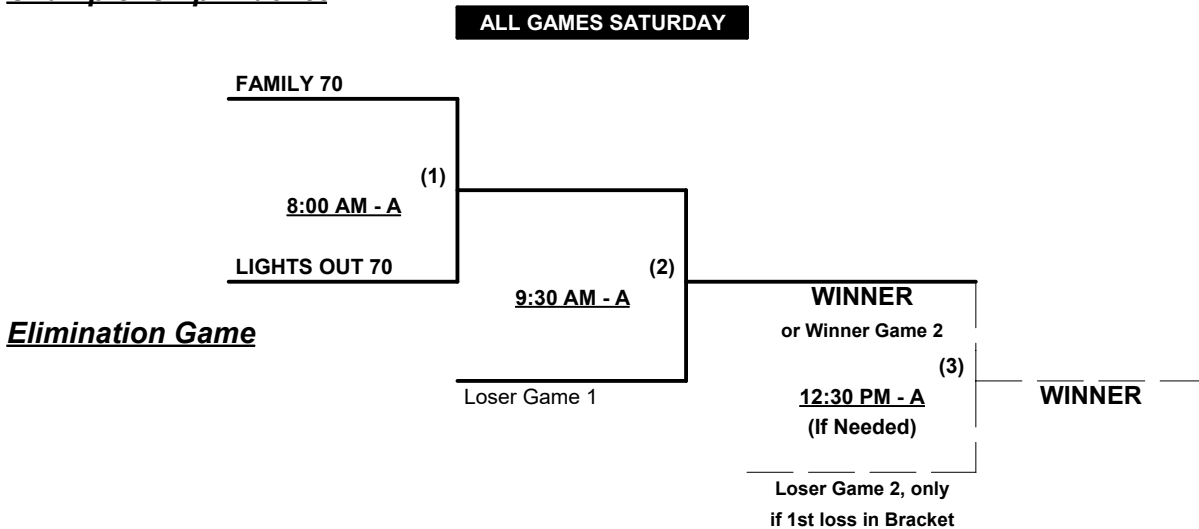 ALL GAMES SATURDAY
FAMILY 70
(1)
8:00 AM - A
LIGHTS OUT 70
(2)
9:30 AM - A
WINNER
or Winner Game 2
Elimination Game
(3)
Loser Game 1
12:30 PM - A
WINNER
(If Needed)
Loser Game 2, only
if 1st loss in Bracket